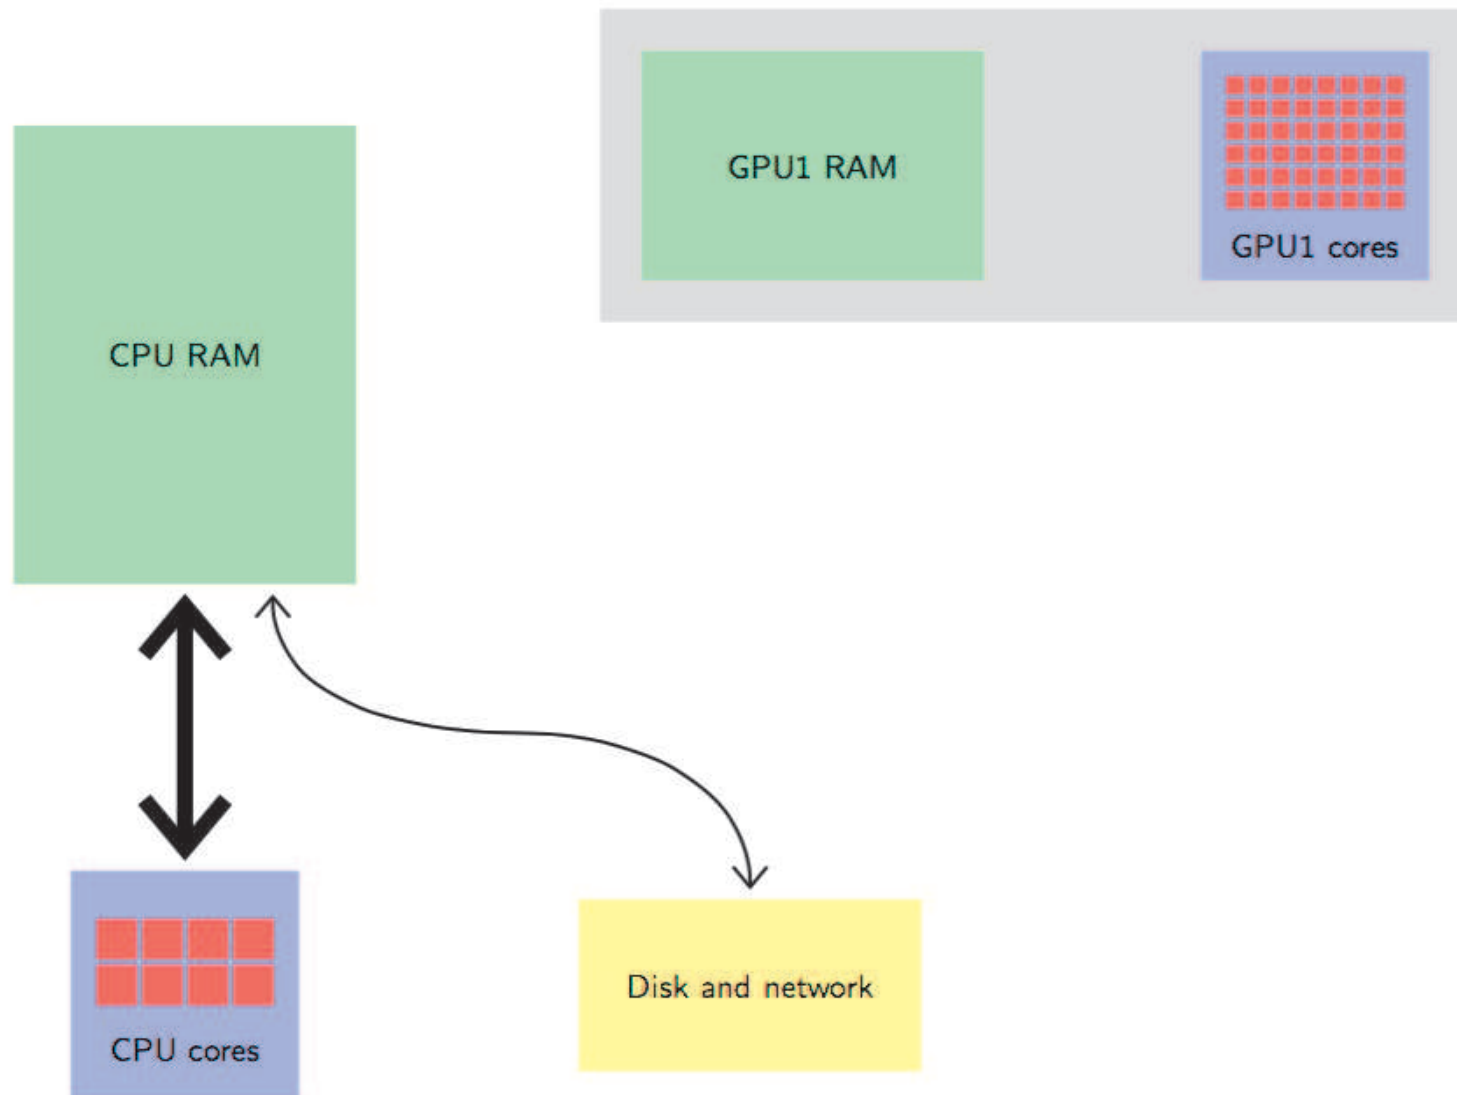 GPU1 RAM
GPU1 cores
CPU RAM
Disk and network
CPU cores